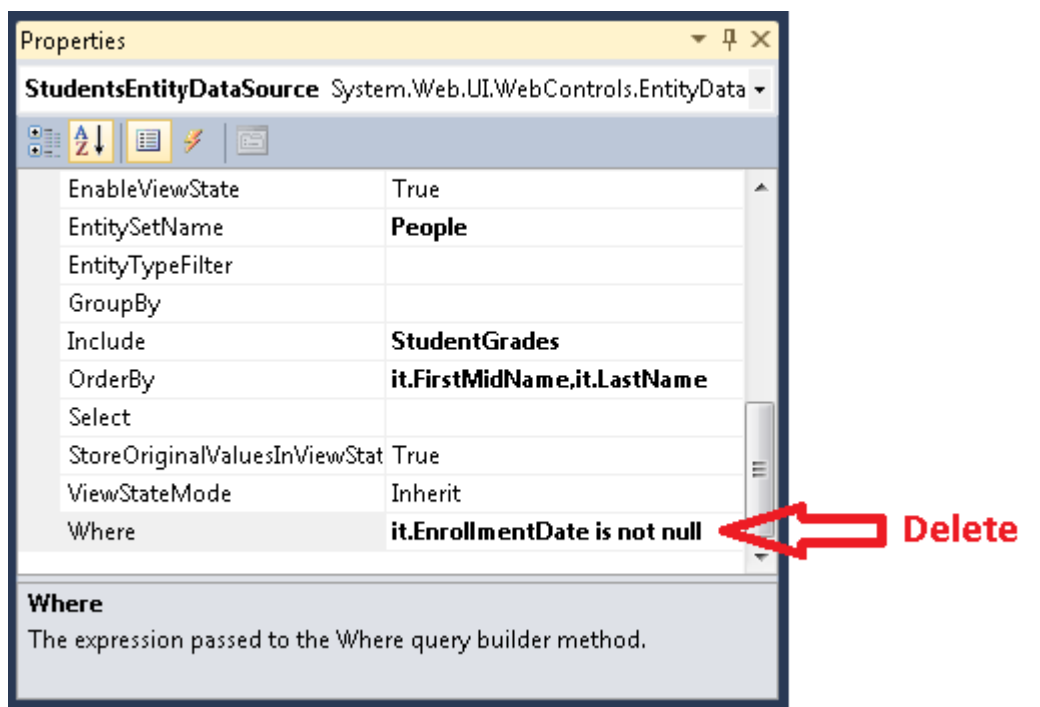 Properties
StudentsEntityDataSource System.Web.UI.WebControls.EntityData
EnableViewState True
EntitySetName People
EntityTypeFilter
GroupBy
Include StudentGrades
OrderBy it.FirstMidName,it.LastName
Select
StoreOriginalValuesInViewStat True
ViewStateMode Inherit
Where it.EnrollmentDate is not null
Delete
Where
The expression passed to the Where query builder method.